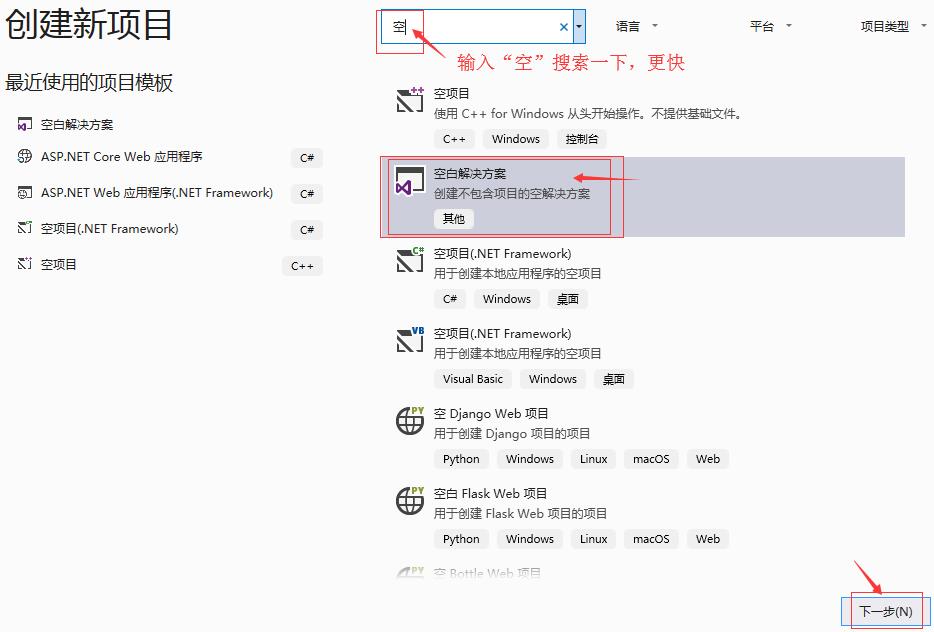 创建新项目
空
语言
平台
项目类型
输入“空”搜索一下，更快
最近使用的项目模板
空白解决方案
ASP.NET Core Web 应用程序
C#
ASP.NET Web 应用程序(.NET Framework)
C#
空项目(.NET Framework)
C#
空项目
C++
空项目
使用 C++ for Windows 从头开始操作。不提供基础文件。
C++ Windows 控制台
空白解决方案
创建不包含项目的空解决方案
其他
C#
空项目(.NET Framework)
用于创建本地应用程序的空项目
C# Windows 桌面
VB
空项目(.NET Framework)
用于创建本地应用程序的空项目
Visual Basic Windows 桌面
PY
空 Django Web 项目
用于创建 Django 项目的项目
Python Windows Linux macOS Web
PY
空白 Flask Web 项目
用于创建 Flask Web 项目的项目
Python Windows Linux macOS Web
PY
空 Bottle Web 项目
下一步(N)